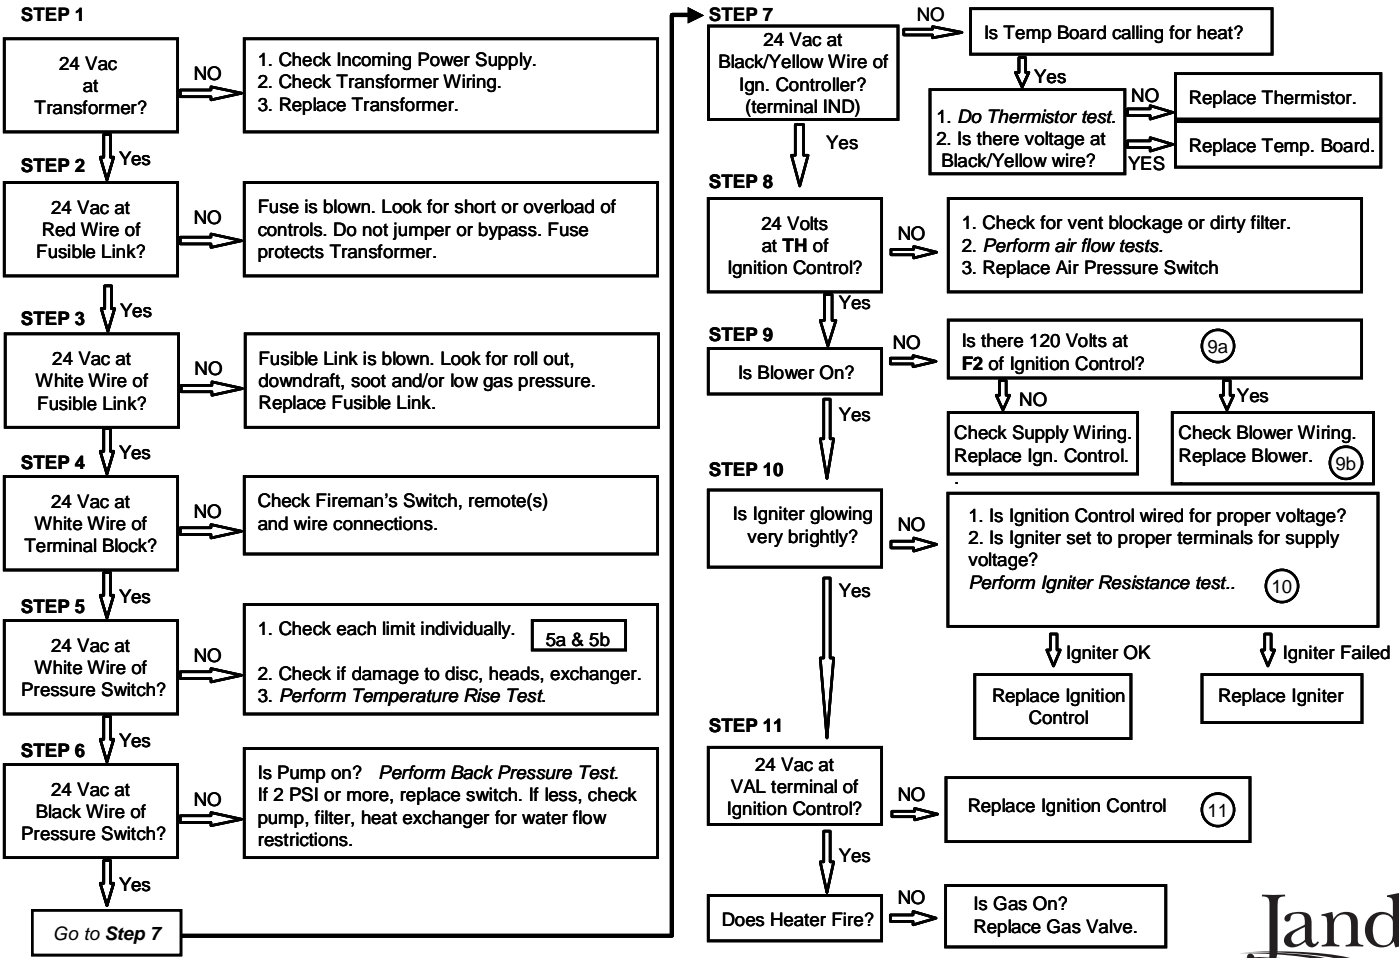 STEP 1
24 Vac
at
Transformer?
NO
1. Check Incoming Power Supply.
2. Check Transformer Wiring.
3. Replace Transformer.
Yes
STEP 2
24 Vac at
Red Wire of
Fusible Link?
NO
Fuse is blown. Look for short or overload of
controls. Do not jumper or bypass. Fuse
protects Transformer.
Yes
STEP 3
24 Vac at
White Wire of
Fusible Link?
NO
Fusible Link is blown. Look for roll out,
downdraft, soot and/or low gas pressure.
Replace Fusible Link.
Yes
STEP 4
24 Vac at
White Wire of
Terminal Block?
NO
Check Fireman's Switch, remote(s)
and wire connections.
Yes
STEP 5
24 Vac at
White Wire of
Pressure Switch?
NO
1. Check each limit individually.
5a & 5b
2. Check if damage to disc, heads, exchanger.
3. Perform Temperature Rise Test.
Yes
STEP 6
24 Vac at
Black Wire of
Pressure Switch?
NO
Is Pump on? Perform Back Pressure Test.
If 2 PSI or more, replace switch. If less, check
pump, filter, heat exchanger for water flow
restrictions.
Yes
Go to Step 7
STEP 7
24 Vac at
Black/Yellow Wire of
Ign. Controller?
(terminal IND)
NO
Is Temp Board calling for heat?
Yes
1. Do Thermistor test.
2. Is there voltage at
Black/Yellow wire?
NO
Replace Thermistor.
YES
Replace Temp. Board.
Yes
STEP 8
24 Volts
at TH of
Ignition Control?
NO
1. Check for vent blockage or dirty filter.
2. Perform air flow tests.
3. Replace Air Pressure Switch
Yes
STEP 9
Is Blower On?
NO
Is there 120 Volts at
F2 of Ignition Control?
9a
NO
Check Supply Wiring.
Replace Ign. Control.
.
Yes
Check Blower Wiring.
Replace Blower.
9b
Yes
STEP 10
Is Igniter glowing
very brightly?
NO
1. Is Ignition Control wired for proper voltage?
2. Is Igniter set to proper terminals for supply
voltage?
Perform Igniter Resistance test..
10
Igniter OK
Replace Ignition
Control
Igniter Failed
Replace Igniter
Yes
STEP 11
24 Vac at
VAL terminal of
Ignition Control?
NO
Replace Ignition Control
11
Yes
Does Heater Fire?
NO
Is Gas On?
Replace Gas Valve.
Jand